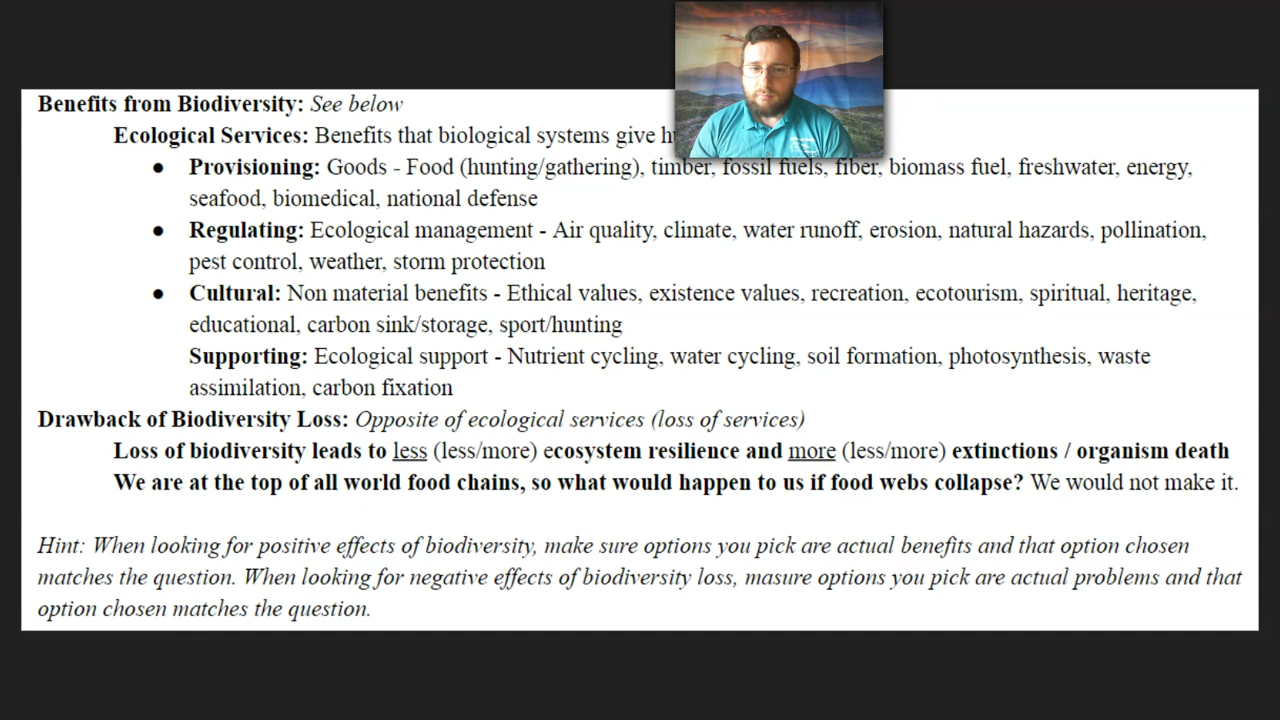 Benefits from Biodiversity: See below
Ecological Services: Benefits that biological systems give
● Provisioning: Goods - Food (hunting/gathering), timber, fossil fuels, fiber, biomass fuel, freshwater, energy,
seafood, biomedical, national defense
● Regulating: Ecological management - Air quality, climate, water runoff, erosion, natural hazards, pollination,
pest control, weather, storm protection
● Cultural: Non material benefits - Ethical values, existence values, recreation, ecotourism, spiritual, heritage,
educational, carbon sink/storage, sport/hunting
Supporting: Ecological support - Nutrient cycling, water cycling, soil formation, photosynthesis, waste
assimilation, carbon fixation
Drawback of Biodiversity Loss: Opposite of ecological services (loss of services)
Loss of biodiversity leads to less (less/more) ecosystem resilience and more (less/more) extinctions / organism death
We are at the top of all world food chains, so what would happen to us if food webs collapse? We would not make it.
Hint: When looking for positive effects of biodiversity, make sure options you pick are actual benefits and that option chosen
matches the question. When looking for negative effects of biodiversity loss, masure options you pick are actual problems and that
option chosen matches the question.